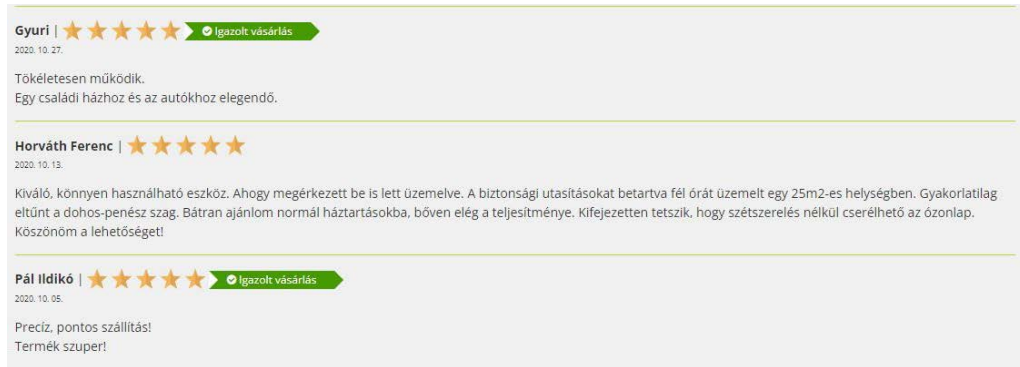 Gyuri | Igazolt vásárlás
2020. 10. 27.
Tökéletesen működik.
Egy családi házhoz és az autókhoz elegendő.
Horváth Ferenc |
2020. 10. 13.
Kiváló, könnyen használható eszköz. Ahogy megérkezett be is lett üzemelve. A biztonsági utasításokat betartva fél órát üzemelt egy 25m2-es helységben. Gyakorlatilag
eltűnt a dohos-penész szag. Bátran ajánlom normál háztartásokba, bőven elég a teljesítménye. Kifejezetten tetszik, hogy szétszerelés nélkül cserélhető az ózonlap.
Köszönöm a lehetőséget!
Pál Ildikó | Igazolt vásárlás
2020. 10. 05.
Precíz, pontos szállítás!
Termék szuper!